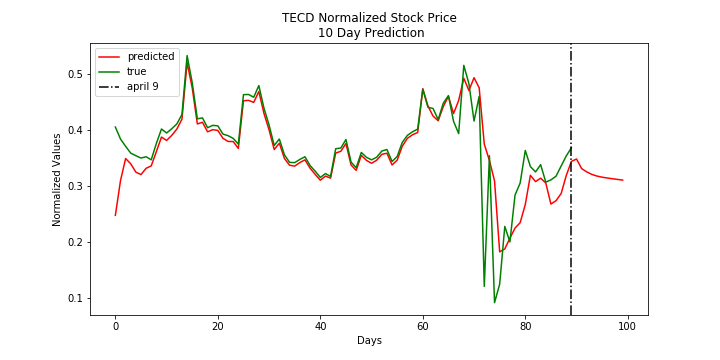 TECD Normalized Stock Price
10 Day Prediction
predicted
true
april 9
Normalized Values
0.5
0.4
0.3
0.2
0.1
0 20 40 60 80 100
Days